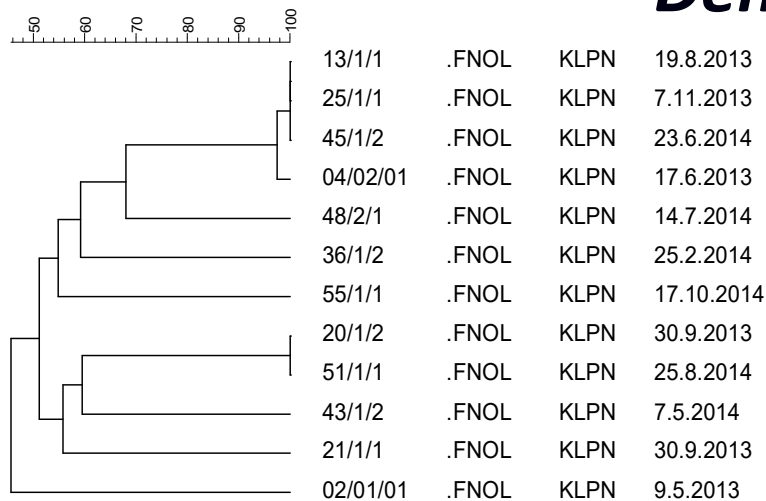 50 60 70 80 90 100
13/1/1 .FNOL KLPN 19.8.2013
25/1/1 .FNOL KLPN 7.11.2013
45/1/2 .FNOL KLPN 23.6.2014
04/02/01 .FNOL KLPN 17.6.2013
48/2/1 .FNOL KLPN 14.7.2014
36/1/2 .FNOL KLPN 25.2.2014
55/1/1 .FNOL KLPN 17.10.2014
20/1/2 .FNOL KLPN 30.9.2013
51/1/1 .FNOL KLPN 25.8.2014
43/1/2 .FNOL KLPN 7.5.2014
21/1/1 .FNOL KLPN 30.9.2013
02/01/01 .FNOL KLPN 9.5.2013